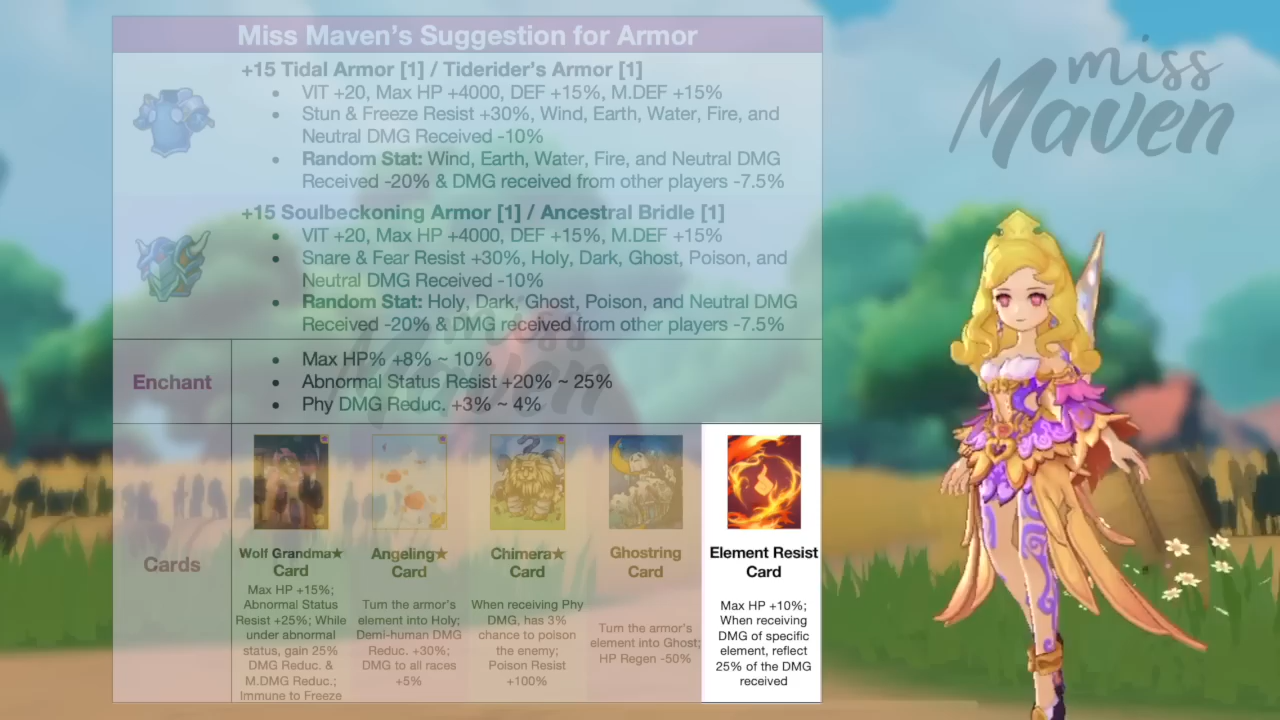 Miss Maven's Suggestion for Armor
miss
Maven
+15 Tidal Armor [1] / Tiderider's Armor [1]
• VIT +20, Max HP +4000, DEF +15%, M.DEF +15%
• Stun & Freeze Resist +30%, Wind, Earth, Water, Fire, and
Neutral DMG Received -10%
• Random Stat: Wind, Earth, Water, Fire, and Neutral DMG
Received -20% & DMG received from other players -7.5%
+15 Soulbeckoning Armor [1] / Ancestral Bridle [1]
• VIT +20, Max HP +4000, DEF +15%, M.DEF +15%
• Snare & Fear Resist +30%, Holy, Dark, Ghost, Poison, and
Neutral DMG Received -10%
• Random Stat: Holy, Dark, Ghost, Poison, and Neutral DMG
Received -20% & DMG received from other players -7.5%
miss
Maven
Enchant
• Max HP% +8% ~ 10%
• Abnormal Status Resist +20% ~ 25%
• Phy DMG Reduc. +3% ~ 4%
Cards
Wolf Grandma★
Card
Max HP +15%;
Abnormal Status
Resist +25%; While
under abnormal
status, gain 25%
DMG Reduc. &
M.DMG Reduc.;
Immune to Freeze
Angeling★
Card
Turn the armor's
element into Holy;
Demi-human DMG
Reduc. +30%;
DMG to all races
+5%
Chimera★
Card
When receiving Phy
DMG, has 3%
chance to poison
the enemy;
Poison Resist
+100%
Ghostring
Card
Turn the armor's
element into Ghost;
HP Regen -50%
Element Resist
Card
Max HP +10%;
When receiving
DMG of specific
element, reflect
25% of the DMG
received